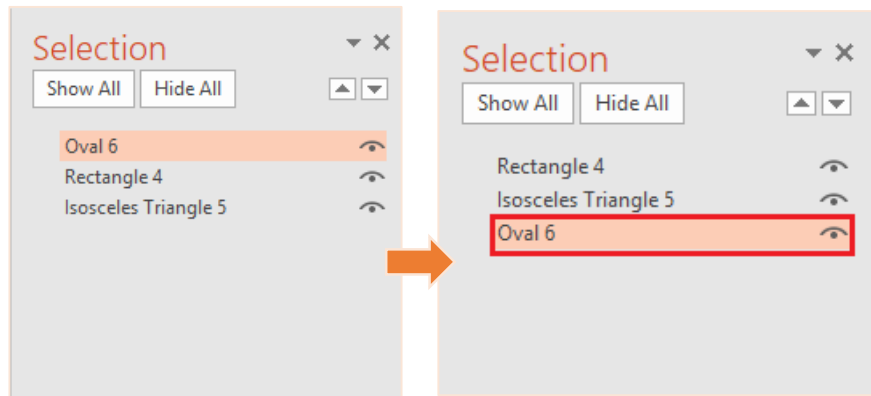 Selection
Show All Hide All
Oval 6
Rectangle 4
Isosceles Triangle 5
Selection
Show All Hide All
Rectangle 4
Isosceles Triangle 5
Oval 6